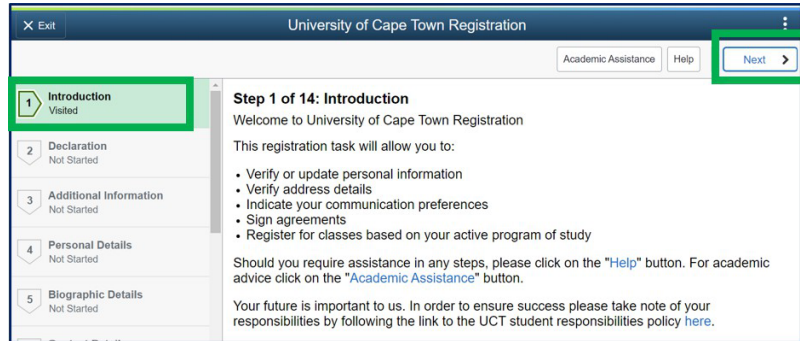 X Exit
University of Cape Town Registration
Academic Assistance
Help
Next
1
Introduction
Visited
2
Declaration
Not Started
3
Additional Information
Not Started
4
Personal Details
Not Started
5
Biographic Details
Not Started
Step 1 of 14: Introduction
Welcome to University of Cape Town Registration
This registration task will allow you to:
• Verify or update personal information
• Verify address details
• Indicate your communication preferences
• Sign agreements
• Register for classes based on your active program of study
Should you require assistance in any steps, please click on the "Help" button. For academic
advice click on the "Academic Assistance" button.
Your future is important to us. In order to ensure success please take note of your
responsibilities by following the link to the UCT student responsibilities policy here.